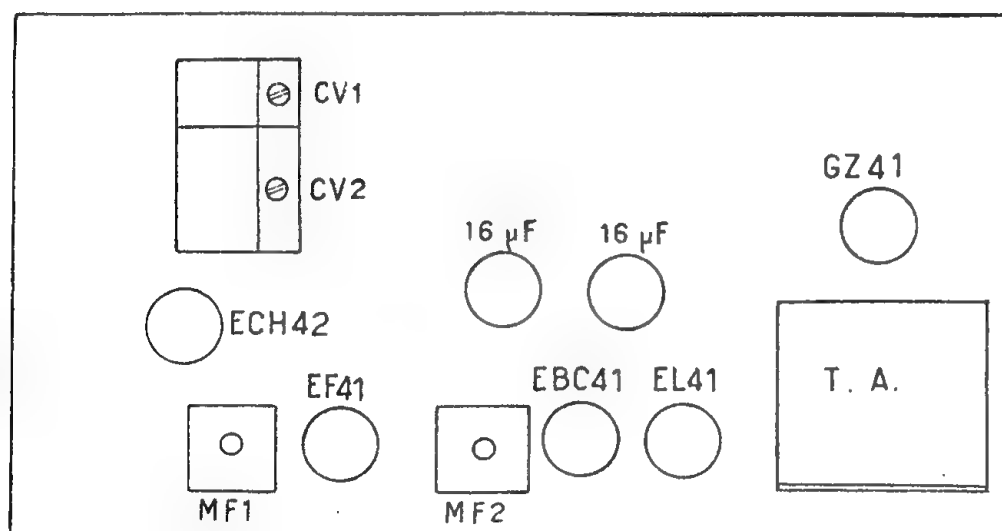 CV1
GZ41
CV2
16 µF 16 µF
ECH42
EF41 EBC41 EL41 T. A.
MF1 MF2